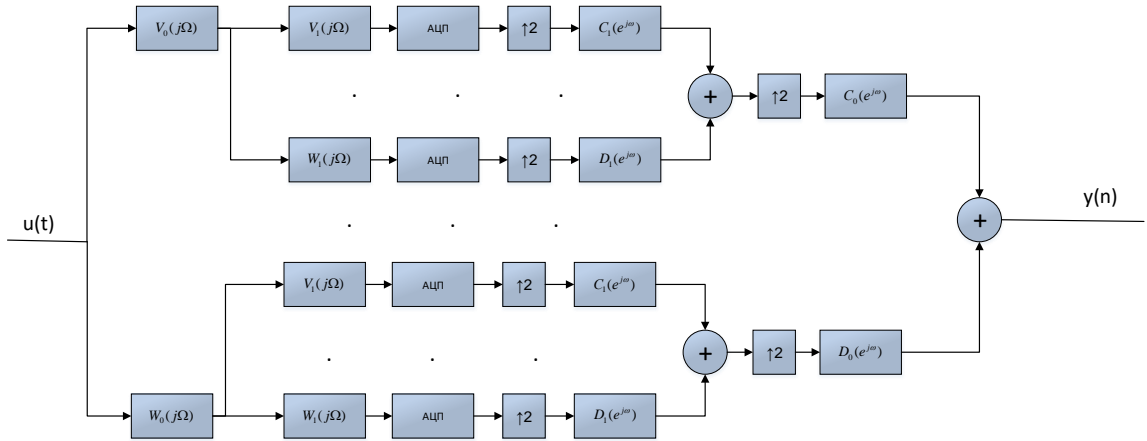 V₀(jΩ) V₁(jΩ) АЦП ↑2 C₁(e^{jω})
+ ↑2 C₀(e^{jω})
W₁(jΩ) АЦП ↑2 D₁(e^{jω})
u(t) + y(n)
V₁(jΩ) АЦП ↑2 C₁(e^{jω})
+ ↑2 D₀(e^{jω})
W₀(jΩ) W₁(jΩ) АЦП ↑2 D₁(e^{jω})